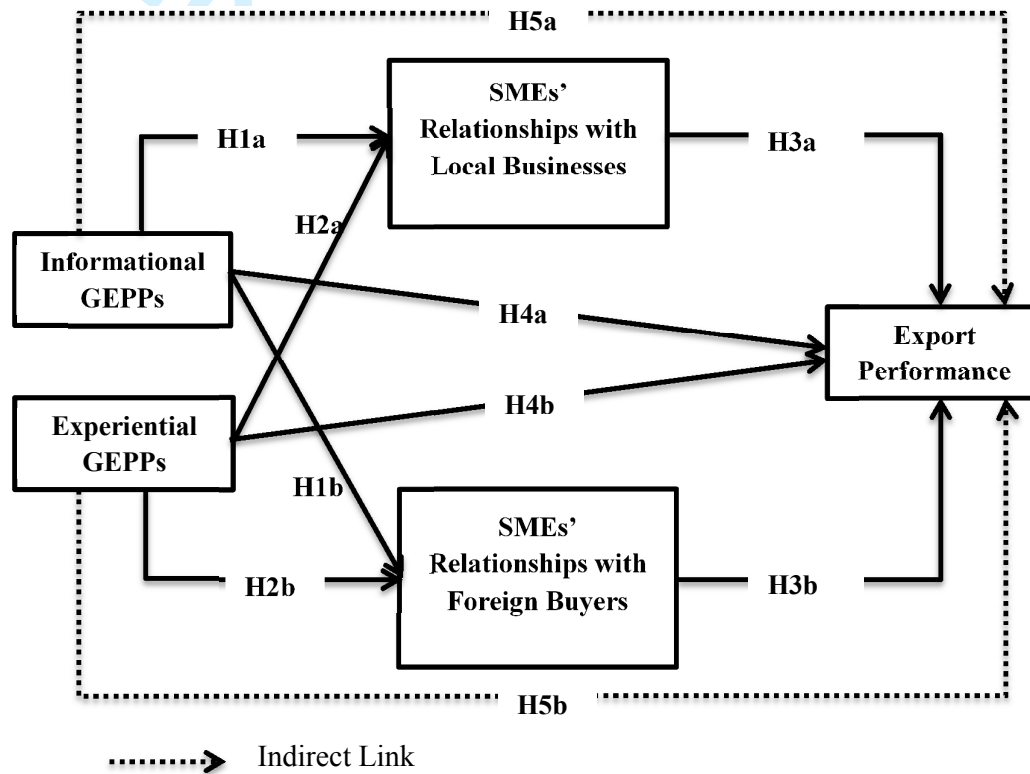 H5a
SMEs'
Relationships with
Local Businesses
H1a
H3a
H2a
Informational
GEPPs
H4a
Export
Performance
Experiential
GEPPs
H4b
H1b
SMEs'
Relationships with
Foreign Buyers
H2b
H3b
H5b
Indirect Link